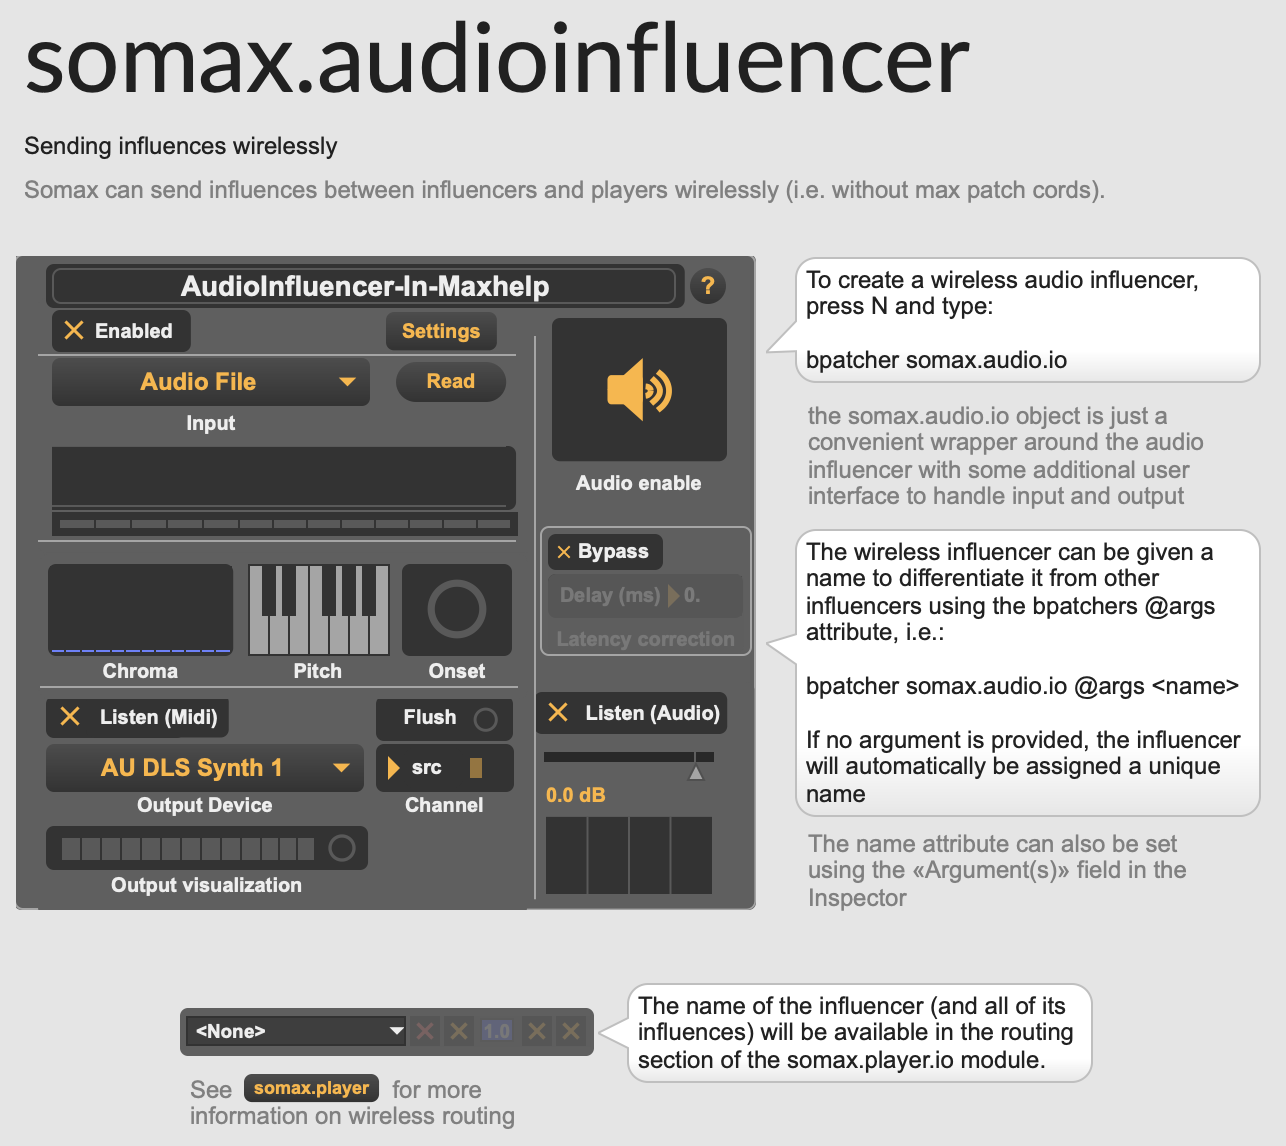 somax.audioinfluencer
Sending influences wirelessly
Somax can send influences between influencers and players wirelessly (i.e. without max patch cords).
AudioInfluencer-In-Maxhelp
?
Enabled
Settings
Audio File
Read
Input
Audio enable
Bypass
Delay (ms) 0.
Latency correction
Chroma
Pitch
Onset
Listen (Midi)
Flush
Listen (Audio)
AU DLS Synth 1
src
Output Device
Channel
0.0 dB
Output visualization
To create a wireless audio influencer,
press N and type:
bpatcher somax.audio.io
the somax.audio.io object is just a
convenient wrapper around the audio
influencer with some additional user
interface to handle input and output
The wireless influencer can be given a
name to differentiate it from other
influencers using the bpatchers @args
attribute, i.e.:
bpatcher somax.audio.io @args <name>
If no argument is provided, the influencer
will automatically be assigned a unique
name
The name attribute can also be set
using the «Argument(s)» field in the
Inspector
<None>
1.0
The name of the influencer (and all of its
influences) will be available in the routing
section of the somax.player.io module.
See somax.player for more
information on wireless routing